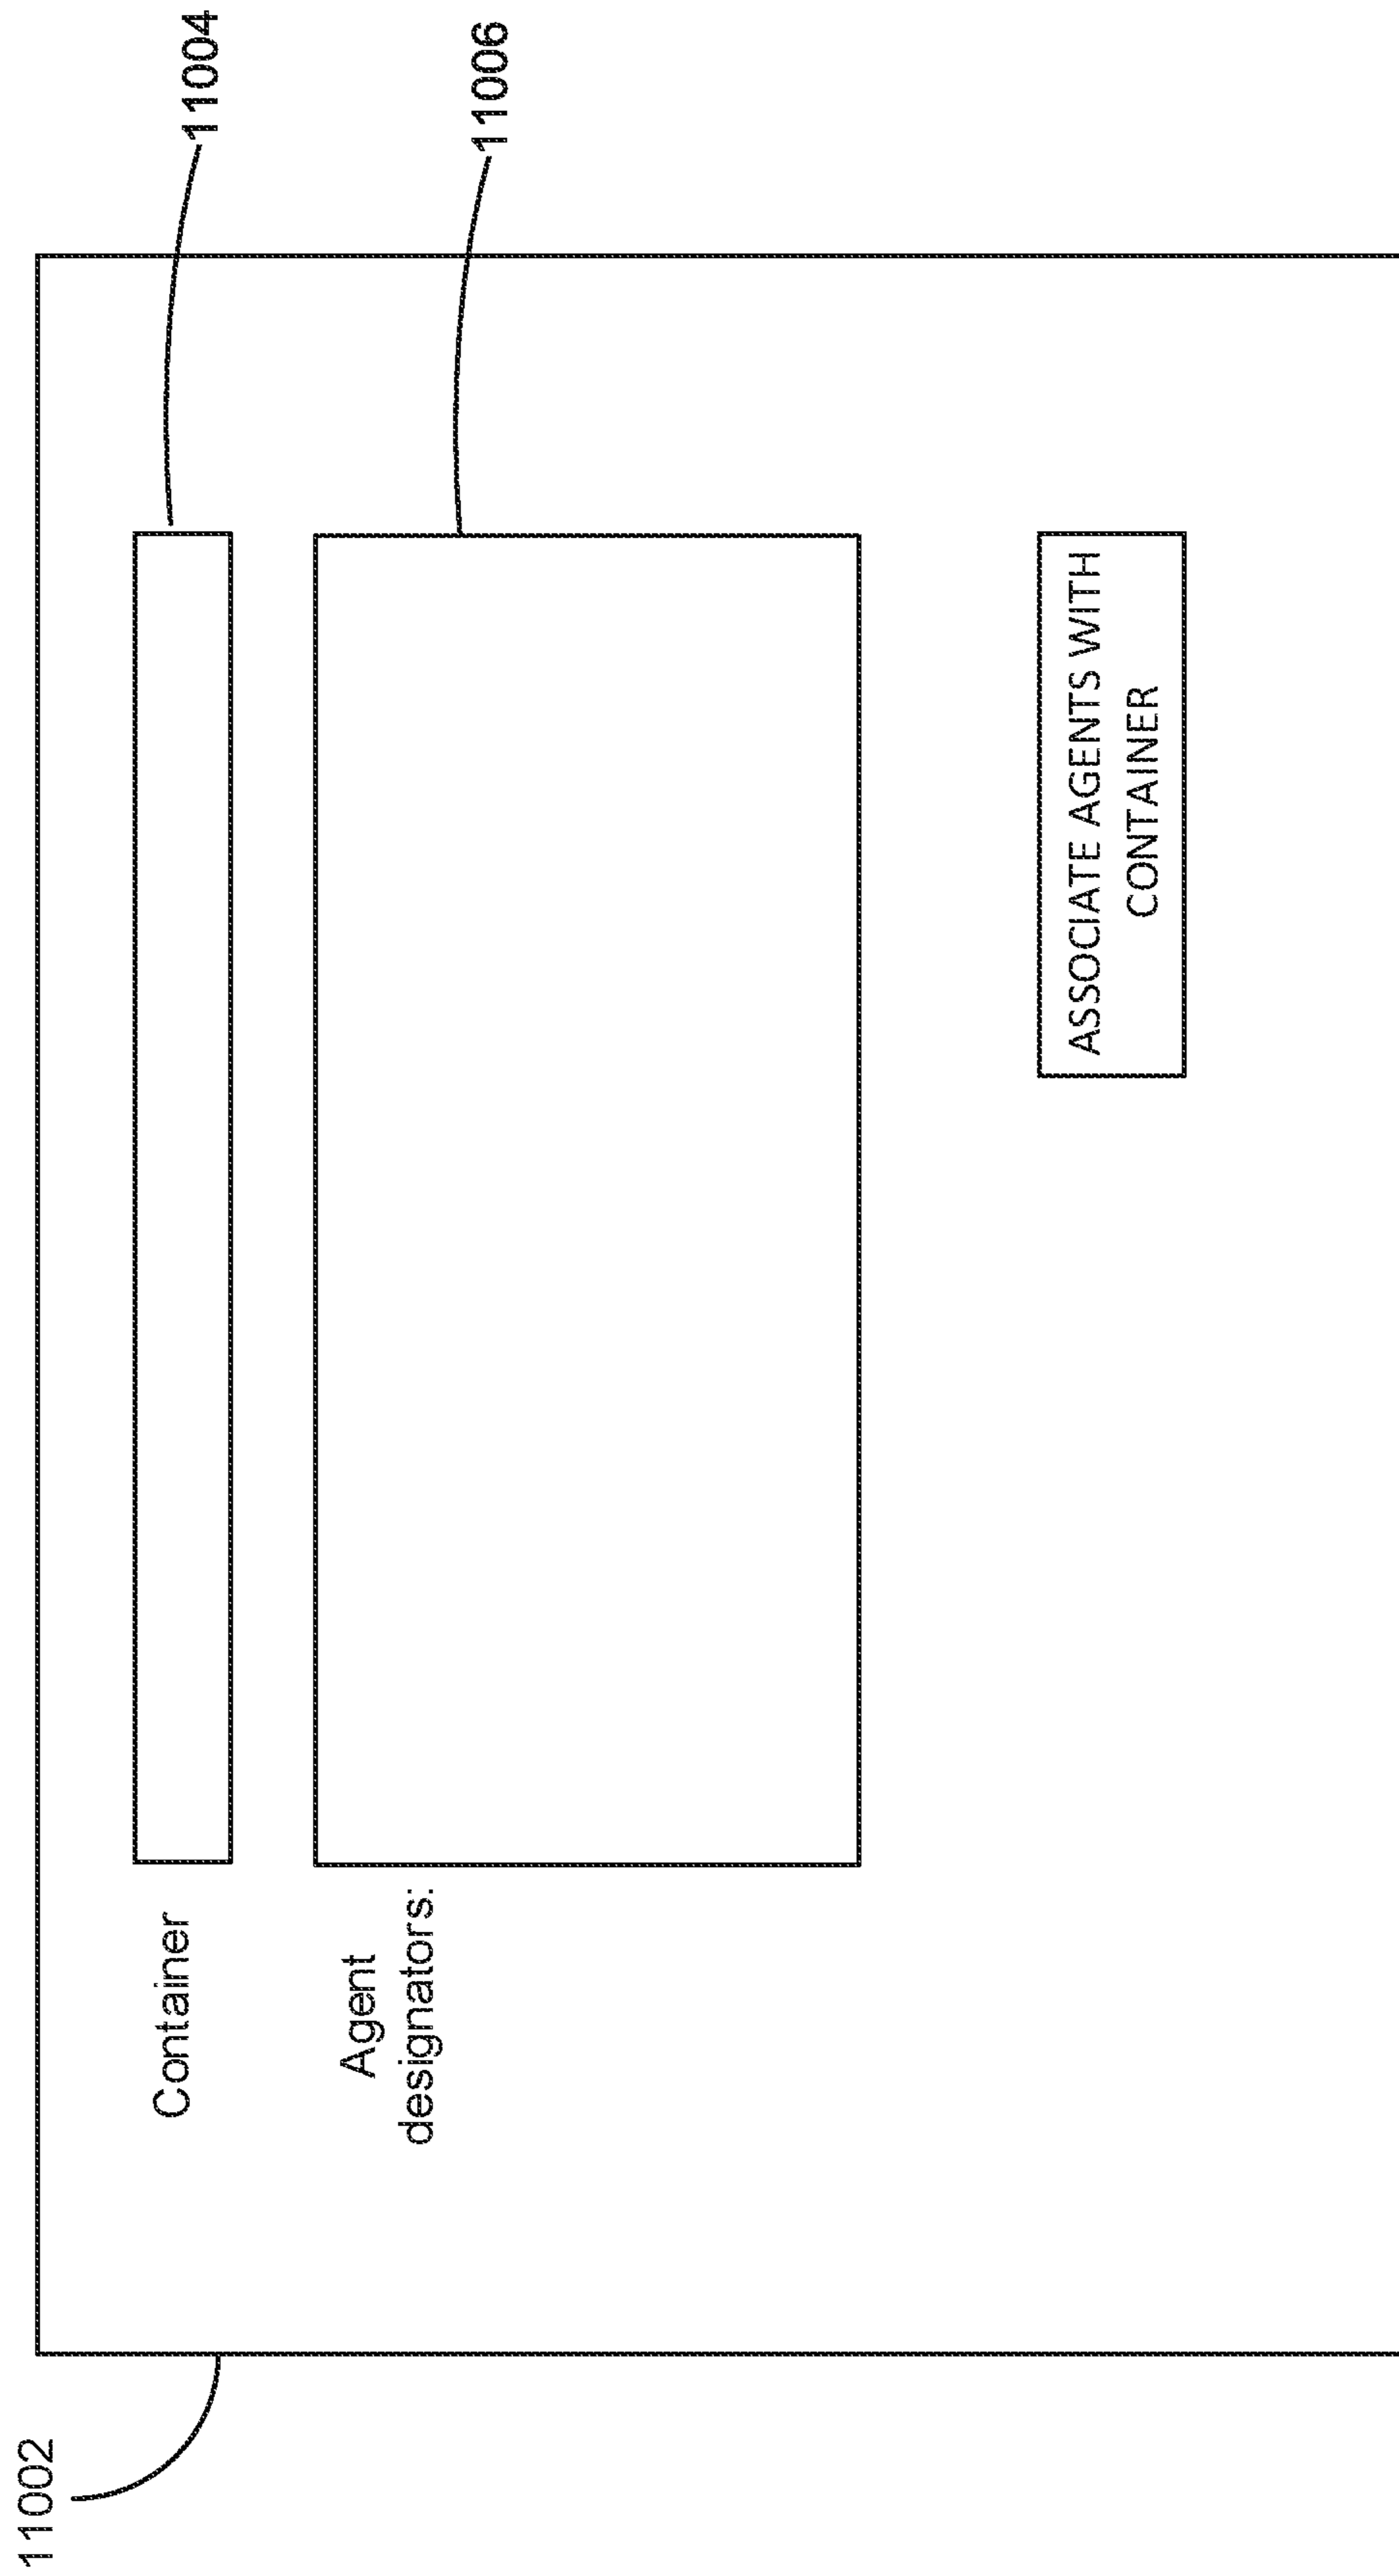 11002
11004
Container
11006
Agent
designators:
ASSOCIATE AGENTS WITH
CONTAINER